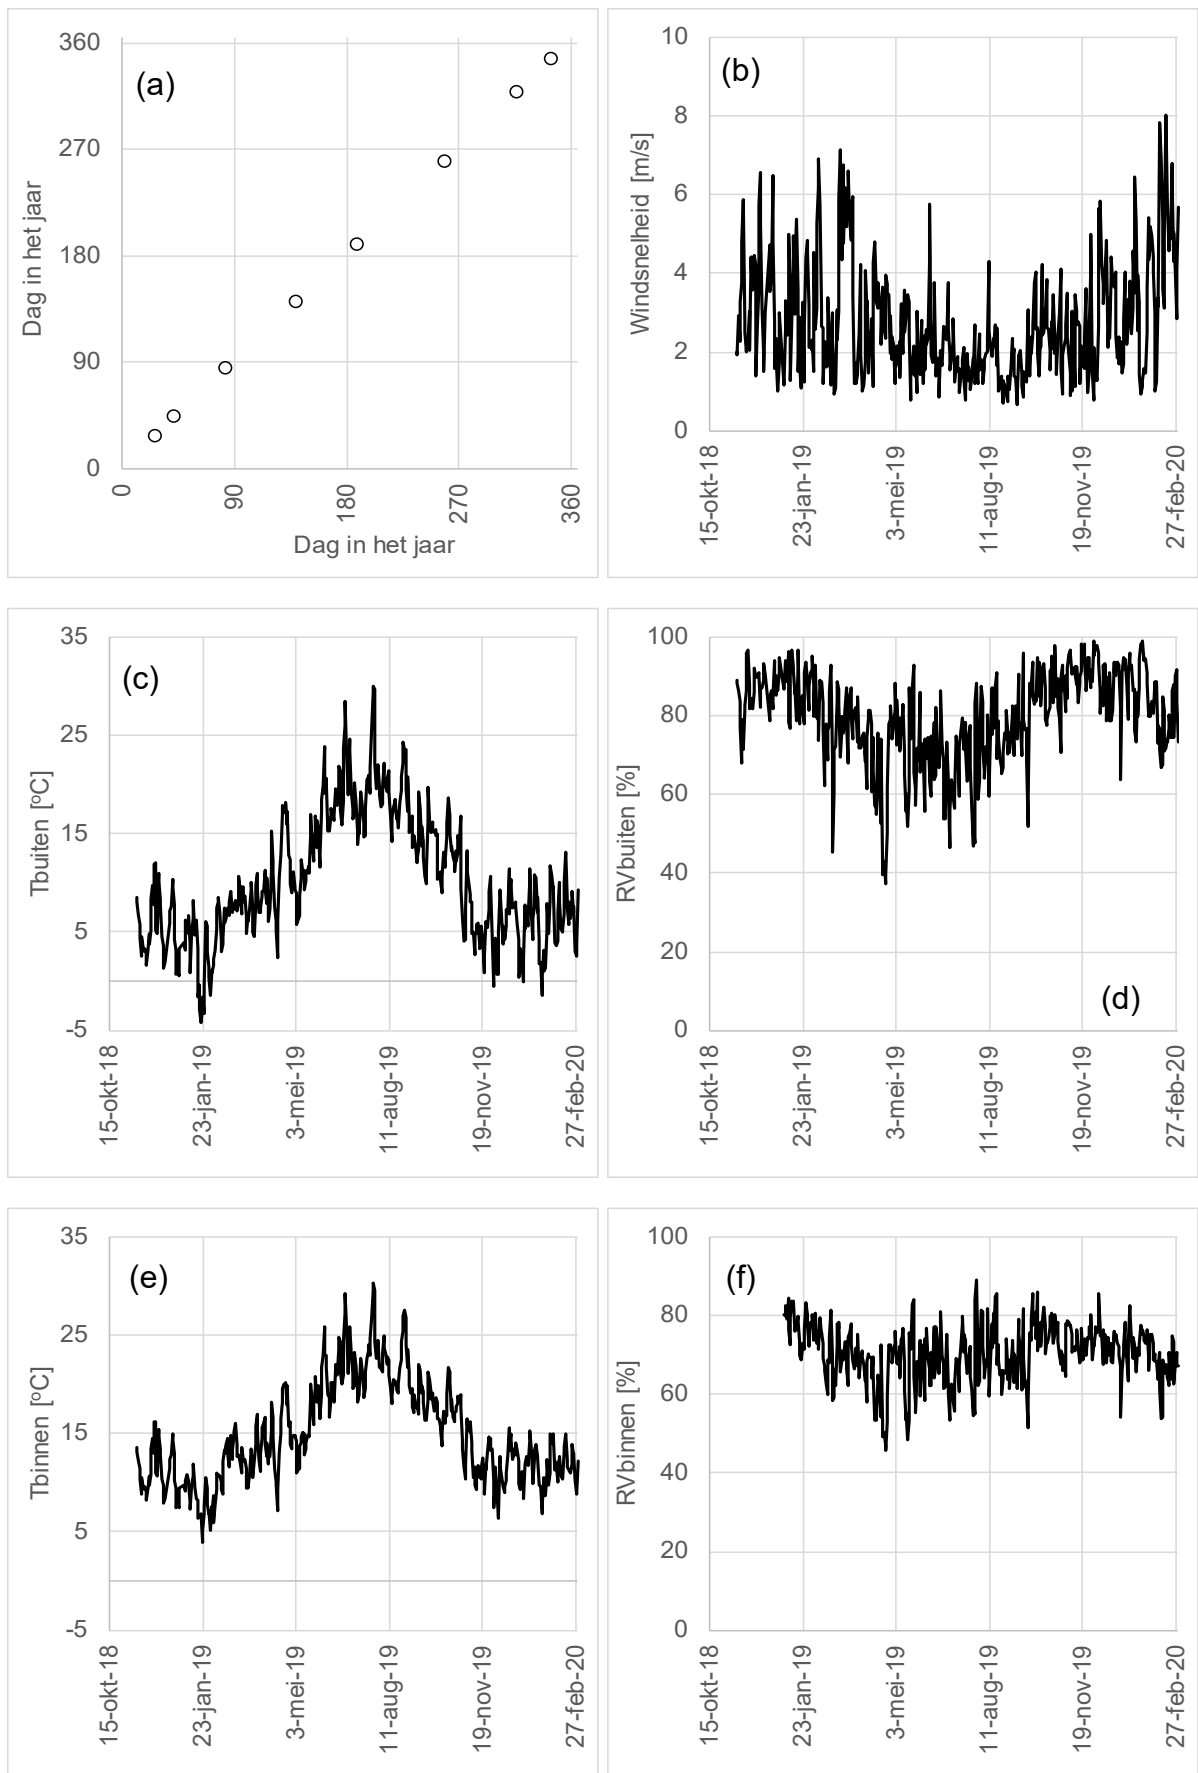 (a)
360
270
180
90
0
0
90
180
270
360
Dag in het jaar
Dag in het jaar
(b)
10
8
6
4
2
0
Windsnelheid [m/s]
15-okt-18
23-jan-19
3-mei-19
11-aug-19
19-nov-19
27-feb-20
(c)
35
25
15
5
-5
Tbuiten [ºC]
15-okt-18
23-jan-19
3-mei-19
11-aug-19
19-nov-19
27-feb-20
100
80
60
40
20
0
RVbuiten [%]
(d)
15-okt-18
23-jan-19
3-mei-19
11-aug-19
19-nov-19
27-feb-20
(e)
35
25
15
5
-5
Tbinnen [ºC]
15-okt-18
23-jan-19
3-mei-19
11-aug-19
19-nov-19
27-feb-20
(f)
100
80
60
40
20
0
RVbinnen [%]
15-okt-18
23-jan-19
3-mei-19
11-aug-19
19-nov-19
27-feb-20